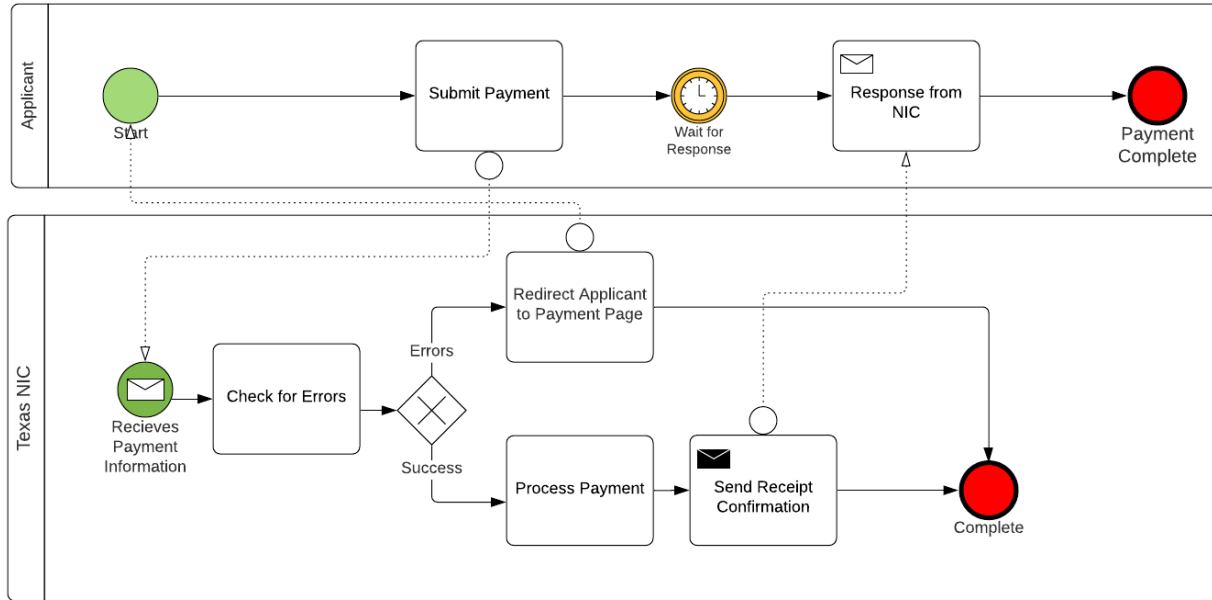 Applicant
Start
Submit Payment
Wait for
Response
Response from
NIC
Payment
Complete
Texas NIC
Recieves
Payment
Information
Check for Errors
Errors
Success
Redirect Applicant
to Payment Page
Process Payment
Send Receipt
Confirmation
Complete